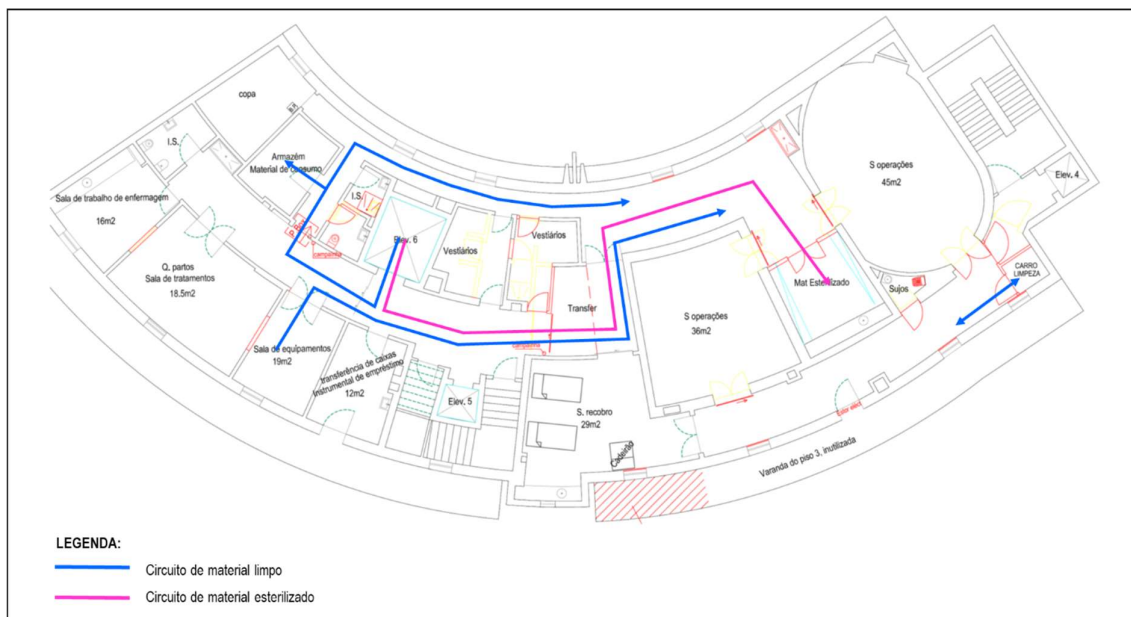 copa
I.S.
Armazém
Material de consumo
Sala de trabalho de enfermagem
16m2
I.S.
campainha
Elev. 6
Vestiários
Vestiários
Q. partos
Sala de tratamentos
18.5m2
Sala de equipamentos
19m2
transferência de caixas
instrumental de empréstimo
12m2
Elev. 5
Transfer
campainha
S. recobro
29m2
Cadeirão
S operações
36m2
S operações
45m2
Elev. 4
Mat Esterilizado
Sujos
CARRO
LIMPEZA
Varanda do piso 3, inutilizada
LEGENDA:
Circuito de material limpo
Circuito de material esterilizado